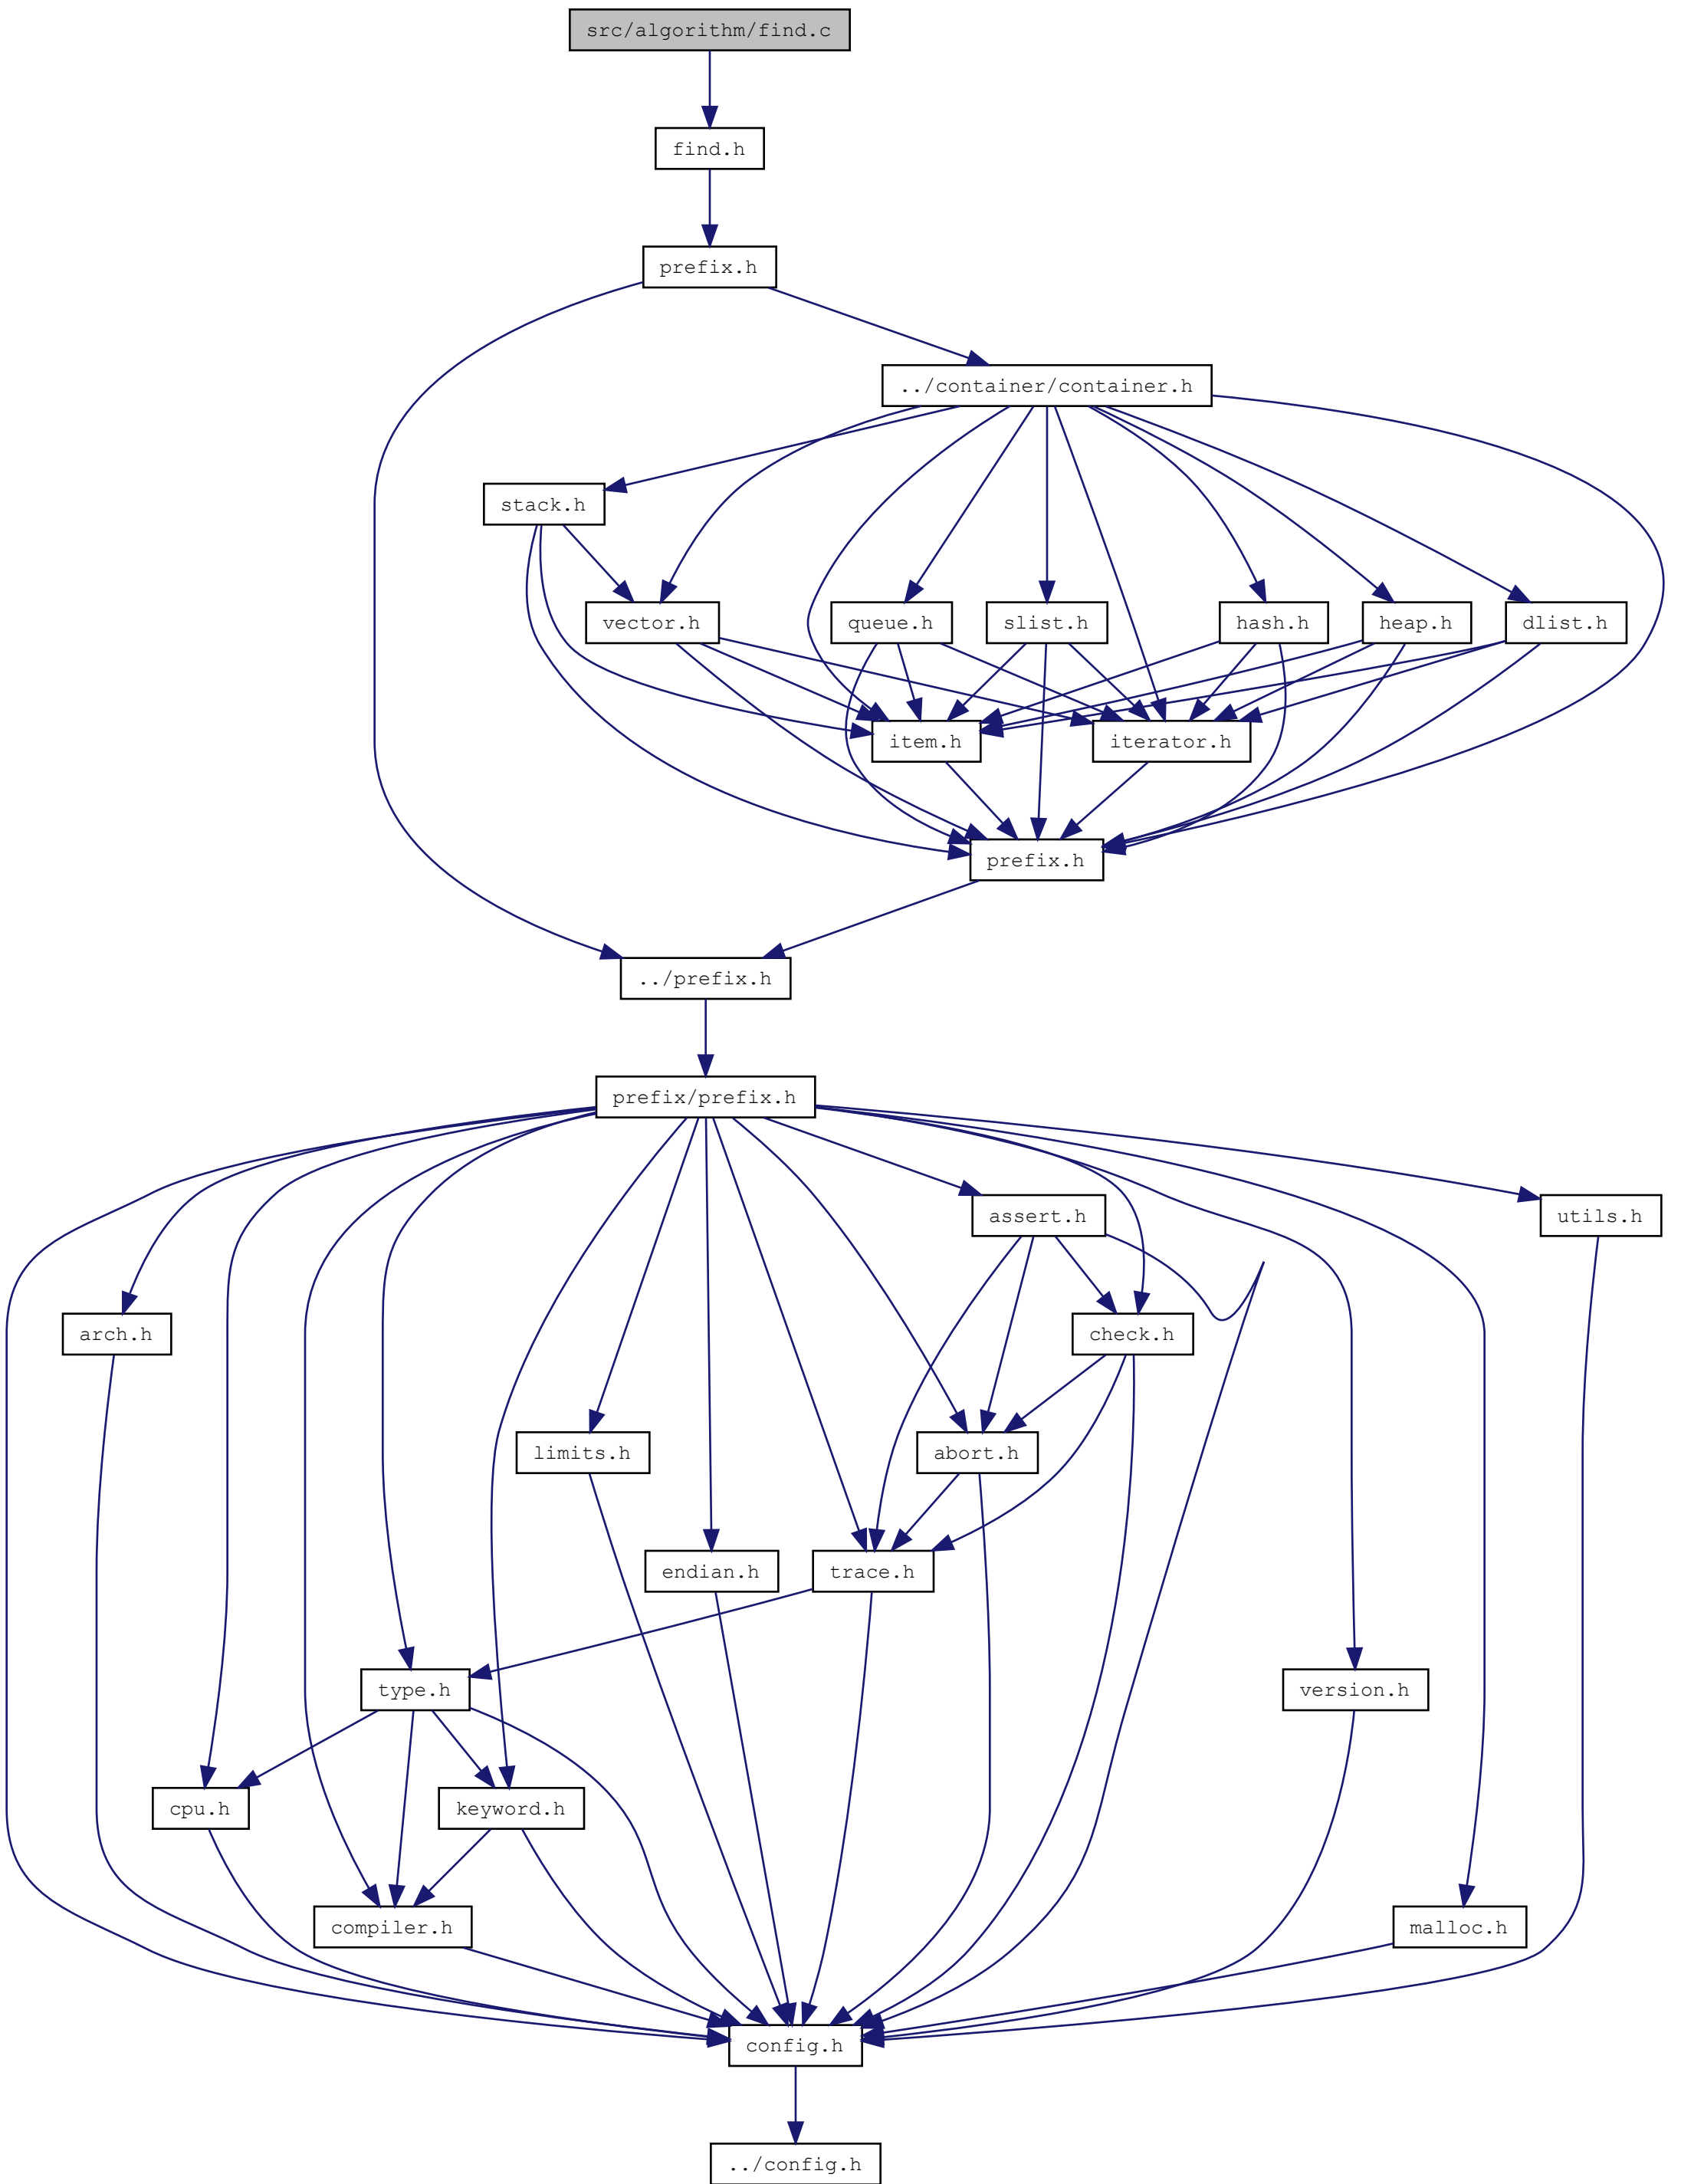 src/algorithm/find.c
find.h
prefix.h
../container/container.h
stack.h
vector.h
queue.h
slist.h
hash.h
heap.h
dlist.h
item.h
iterator.h
prefix.h
../prefix.h
prefix/prefix.h
assert.h
utils.h
arch.h
check.h
limits.h
abort.h
endian.h
trace.h
type.h
version.h
cpu.h
keyword.h
compiler.h
malloc.h
config.h
../config.h